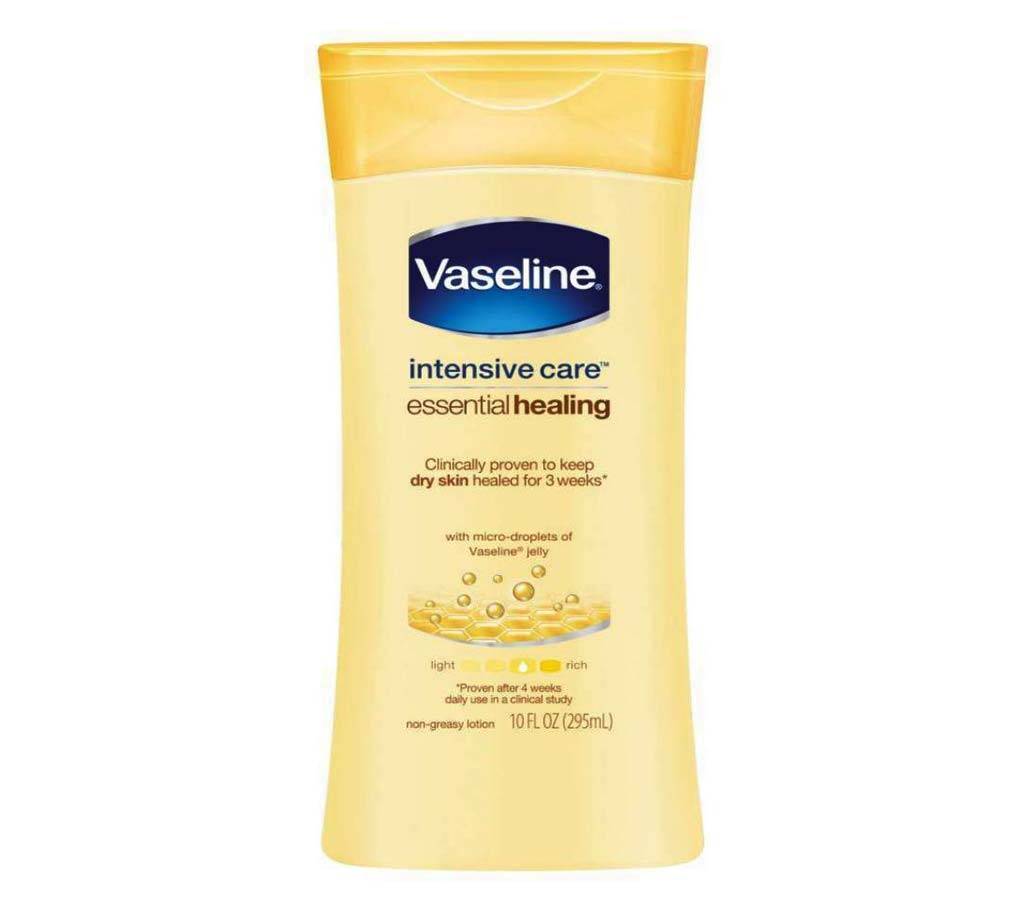 Vaseline®
intensive care™
essential healing
Clinically proven to keep
dry skin healed for 3 weeks*
with micro-droplets of
Vaseline® jelly
light rich
*Proven after 4 weeks
daily use in a clinical study
non-greasy lotion 10 FL OZ (295mL)